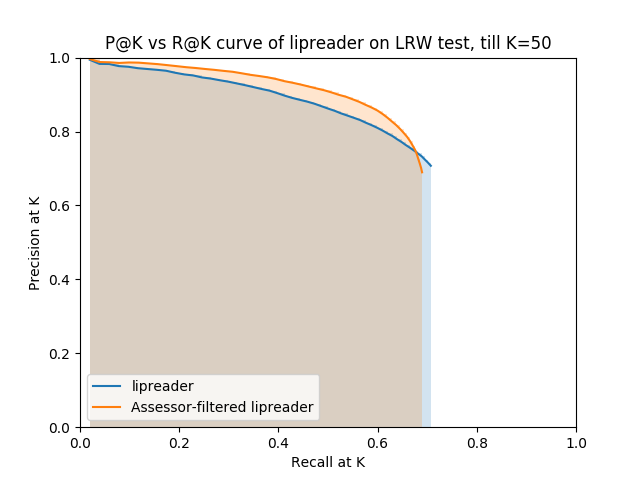 P@K vs R@K curve of lipreader on LRW test, till K=50
1.0
0.8
0.6
0.4
0.2
0.0
Precision at K
lipreader
Assessor-filtered lipreader
0.0 0.2 0.4 0.6 0.8 1.0
Recall at K